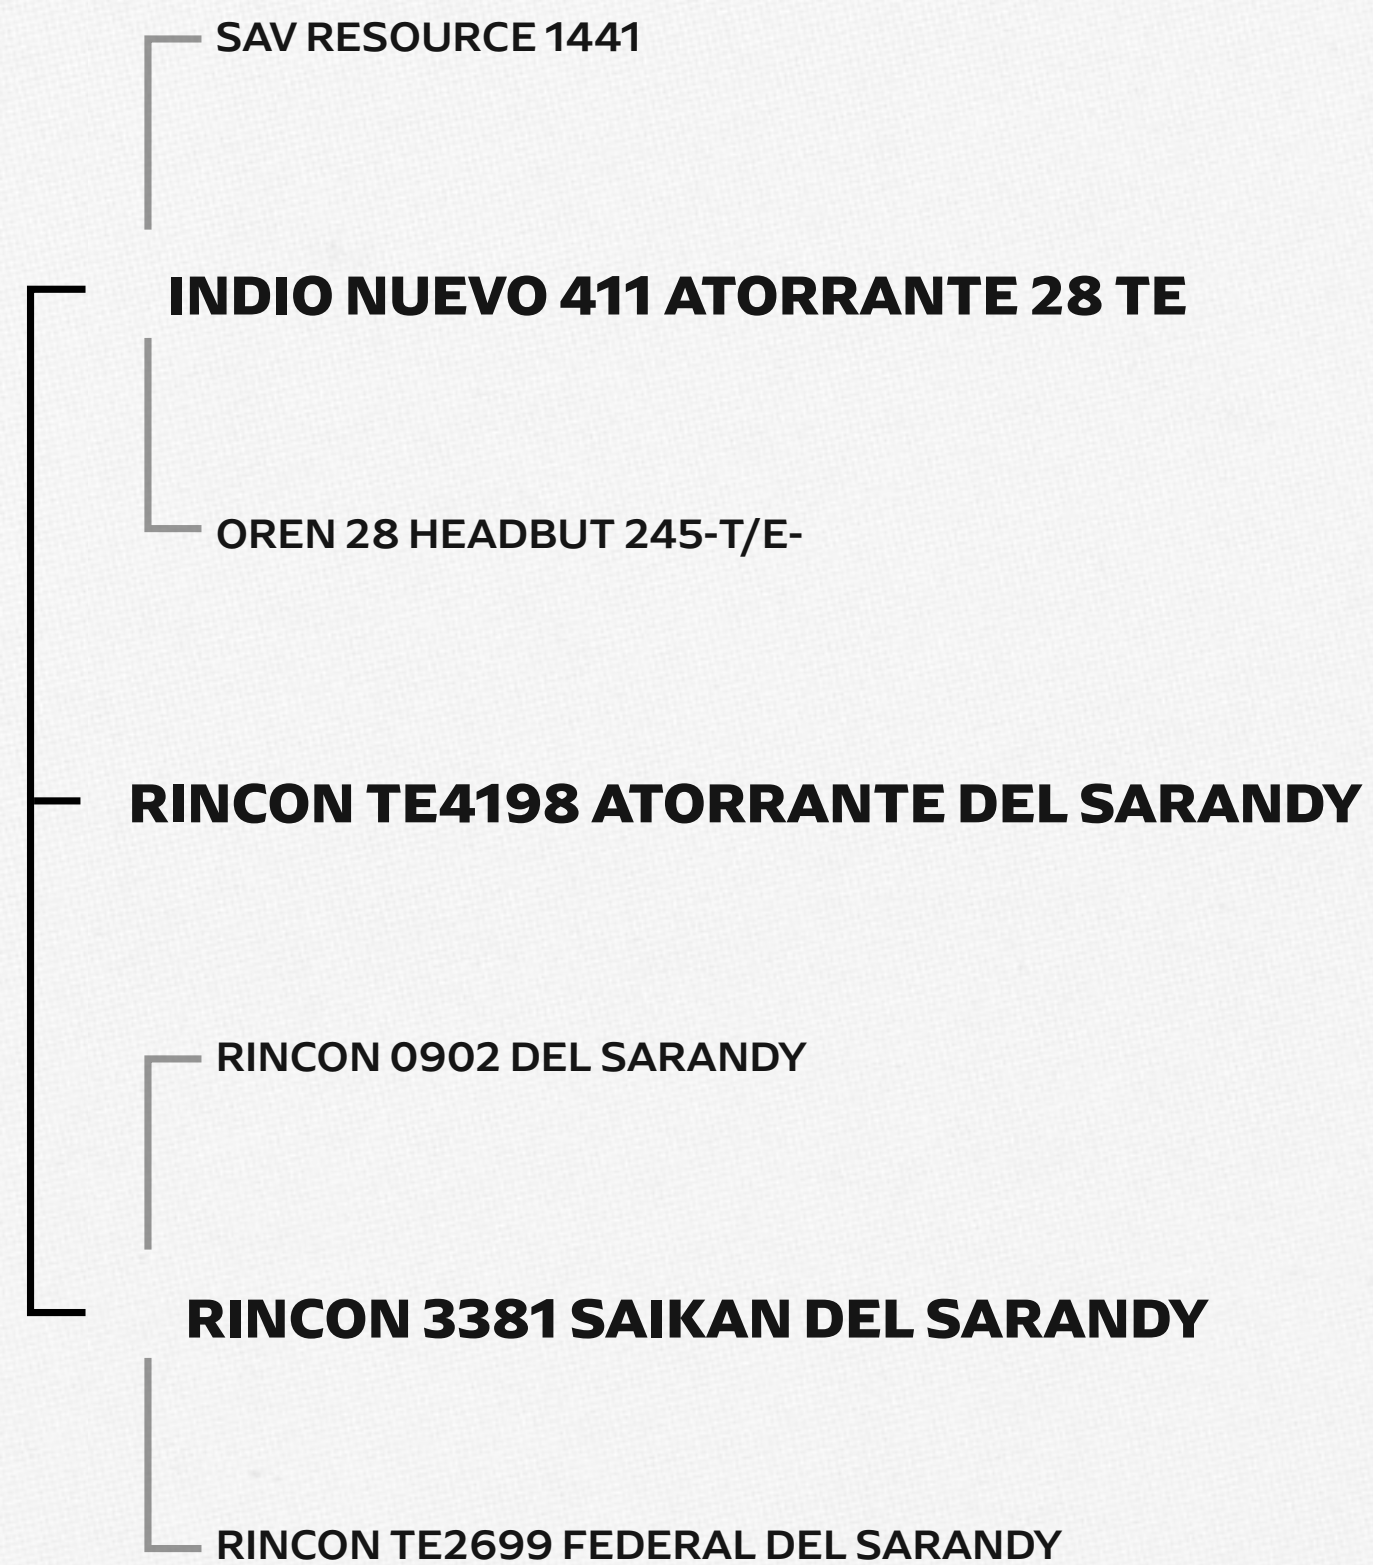 SAV RESOURCE 1441
INDIO NUEVO 411 ATORRANTE 28 TE
OREN 28 HEADBUT 245-T/E-
RINCON TE4198 ATORRANTE DEL SARANDY
RINCON 0902 DEL SARANDY
RINCON 3381 SAIKAN DEL SARANDY
RINCON TE2699 FEDERAL DEL SARANDY